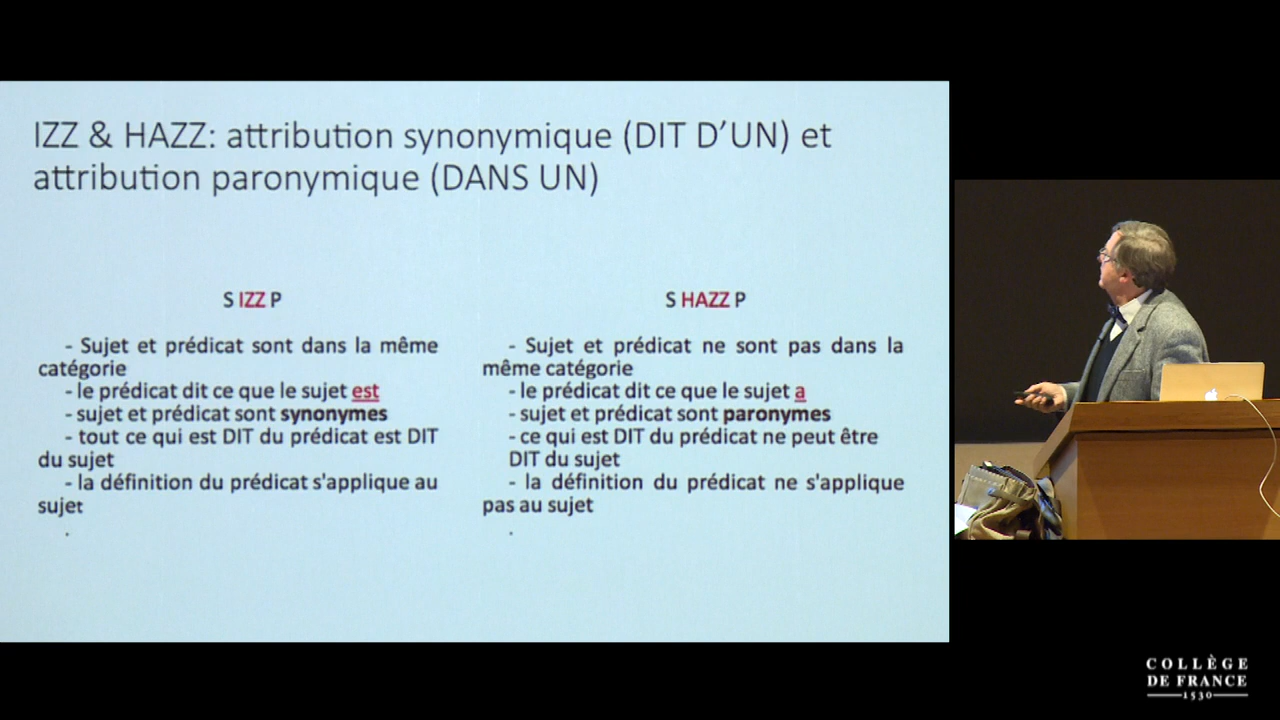 IZZ & HAZZ: attribution synonymique (DIT D'UN) et
attribution paronymique (DANS UN)
S IZZ P
- Sujet et prédicat sont dans la même
catégorie
- le prédicat dit ce que le sujet est
- sujet et prédicat sont synonymes
- tout ce qui est DIT du prédicat est DIT
du sujet
- la définition du prédicat s'applique au
sujet
.
S HAZZ P
- Sujet et prédicat ne sont pas dans la
même catégorie
- le prédicat dit ce que le sujet a
- sujet et prédicat sont paronymes
- ce qui est DIT du prédicat ne peut être
DIT du sujet
- la définition du prédicat ne s'applique
pas au sujet
.
COLLÈGE
DE FRANCE
1530